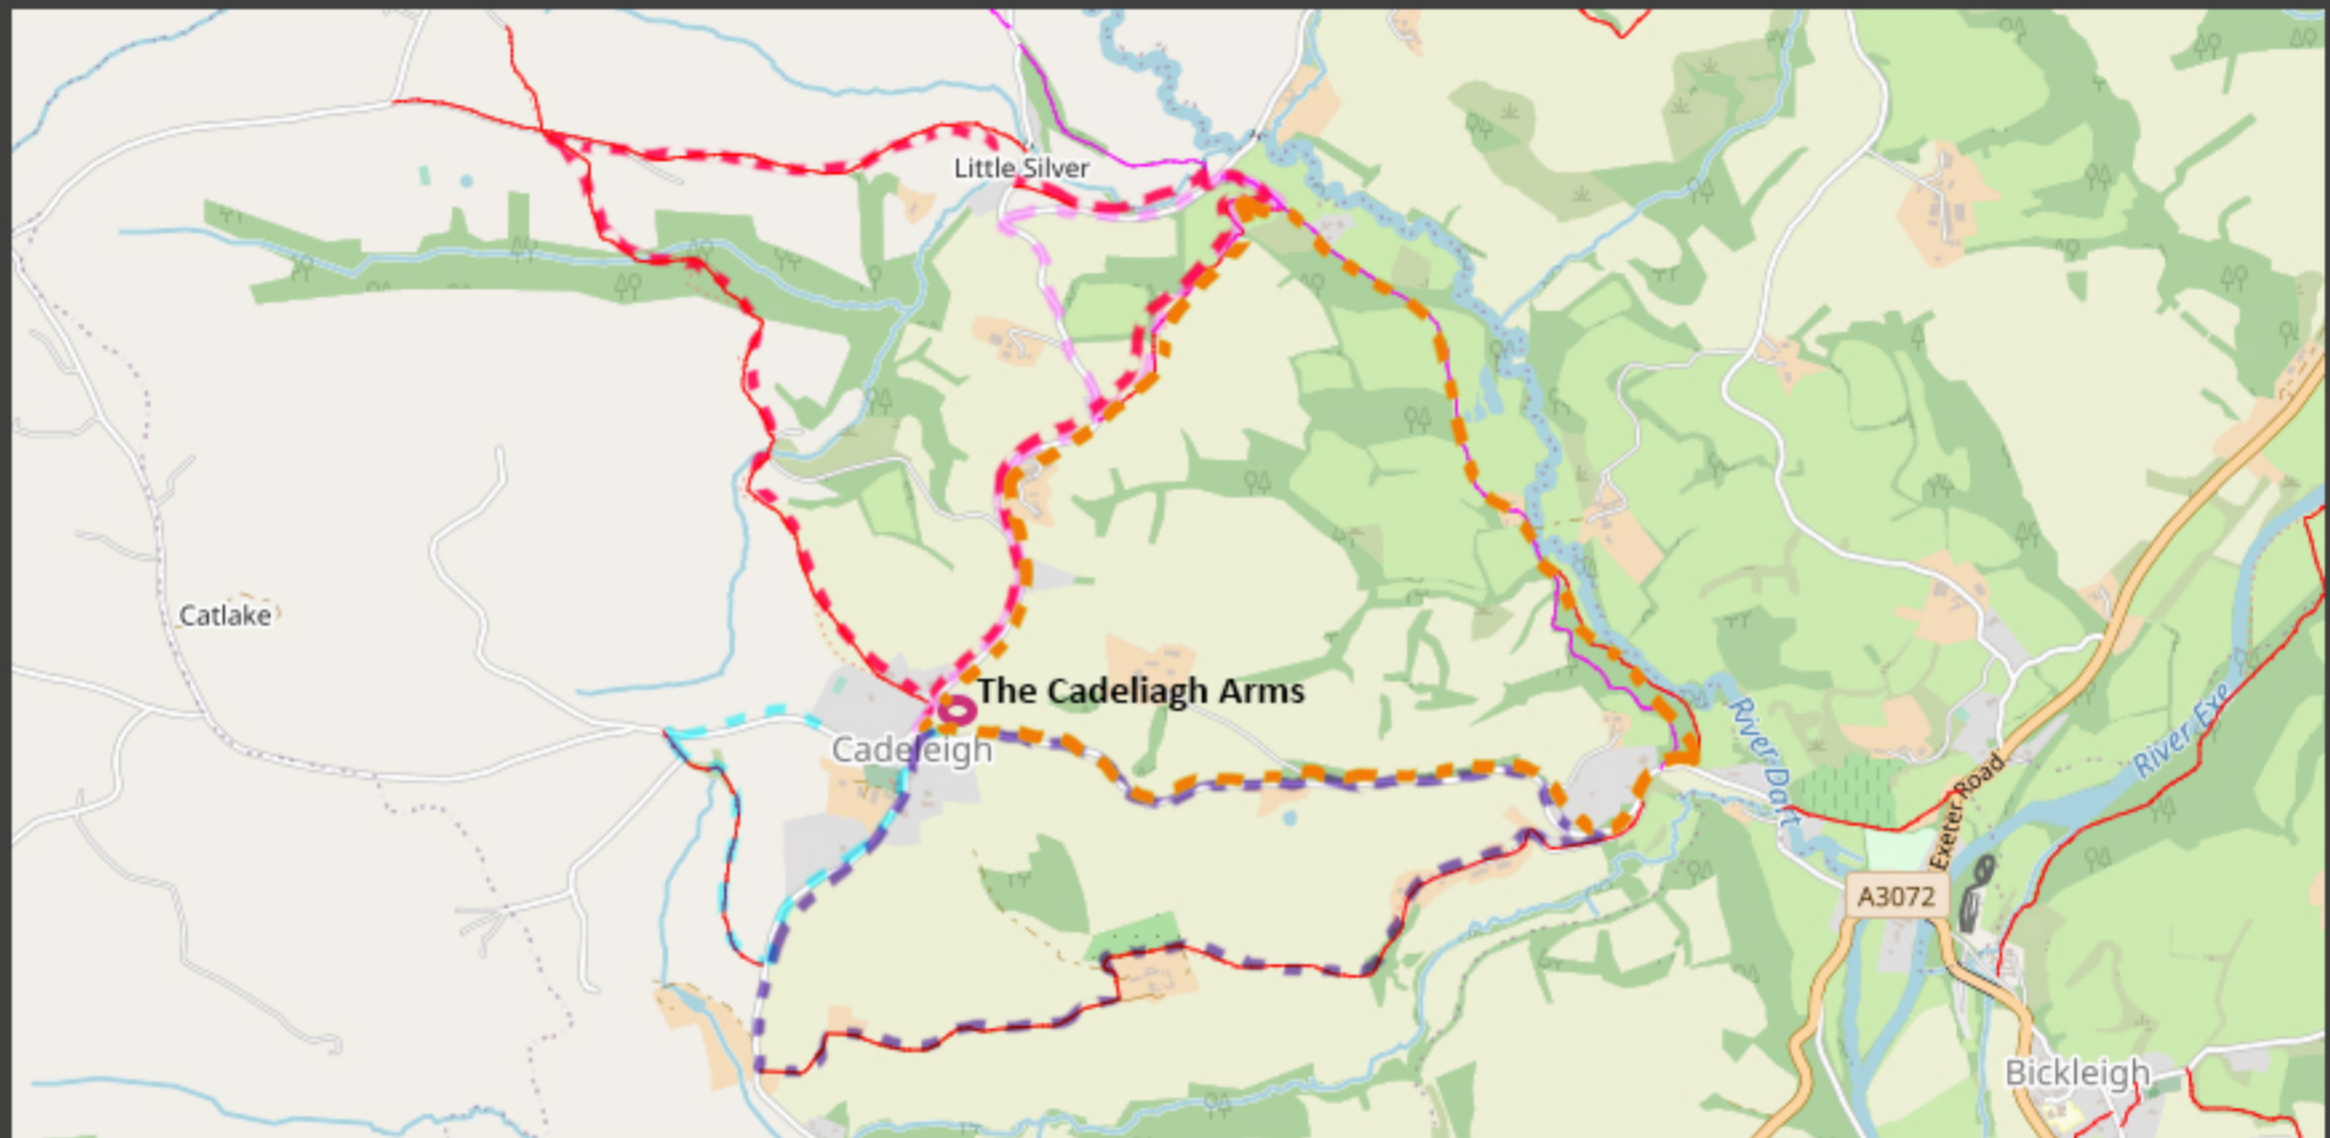 Little Silver
Catlake
The Cadeliagh Arms
Cadeleigh
River Dart
River Exe
Exeter Road
A3072
Bickleigh